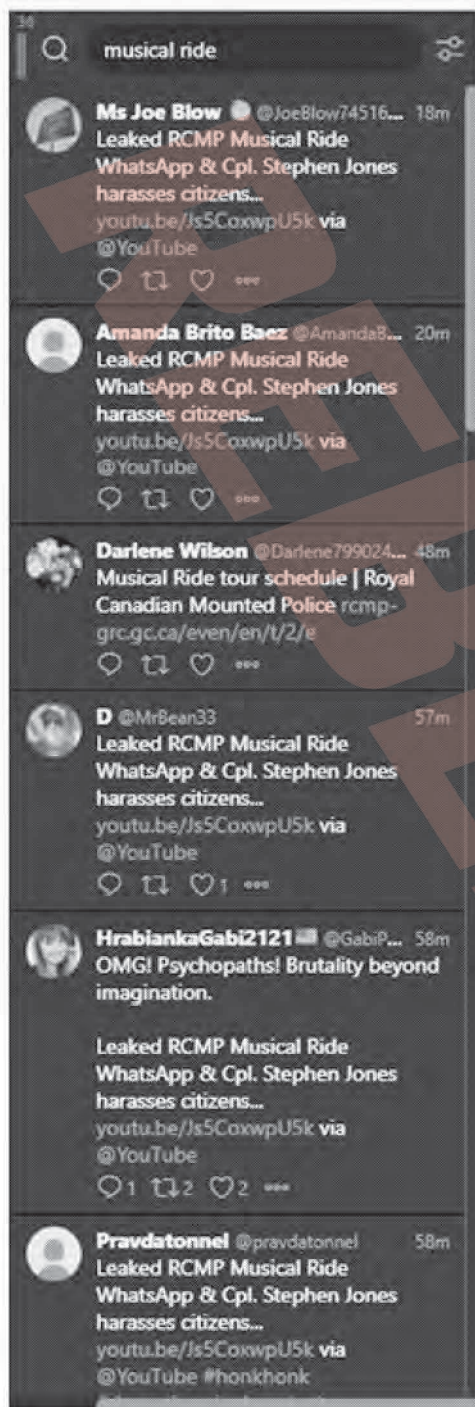 musical ride
Ms Joe Blow @JoeBlow74516... 18m
Leaked RCMP Musical Ride
WhatsApp & Cpl. Stephen Jones
harasses citizens...
youtu.be/Js5CoxwpU5k via
@YouTube
Amanda Brito Baez @AmandaB... 20m
Leaked RCMP Musical Ride
WhatsApp & Cpl. Stephen Jones
harasses citizens...
youtu.be/Js5CoxwpU5k via
@YouTube
Darlene Wilson @Darlene799024... 48m
Musical Ride tour schedule | Royal
Canadian Mounted Police rcmp-
grc.gc.ca/even/en/t/2/e
D @MrBean33 57m
Leaked RCMP Musical Ride
WhatsApp & Cpl. Stephen Jones
harasses citizens...
youtu.be/Js5CoxwpU5k via
@YouTube
1
HrabiankaGabi2121 @GabiP... 58m
OMG! Psychopaths! Brutality beyond
imagination.
Leaked RCMP Musical Ride
WhatsApp & Cpl. Stephen Jones
harasses citizens...
youtu.be/Js5CoxwpU5k via
@YouTube
1 2 2
Pravdatonnel @pravdatonnel 58m
Leaked RCMP Musical Ride
WhatsApp & Cpl. Stephen Jones
harasses citizens...
youtu.be/Js5CoxwpU5k via
@YouTube #honkhonk